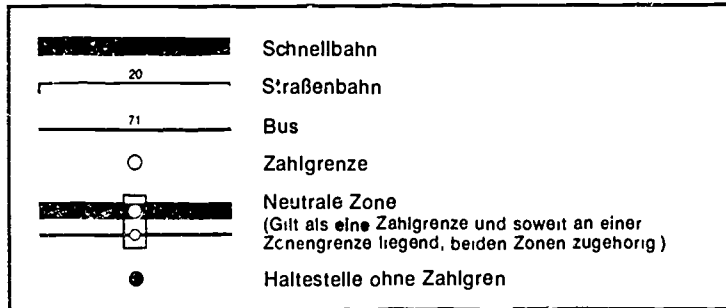 Schnellbahn
20
Straßenbahn
71
Bus
Zahlgrenze
Neutrale Zone
(Gilt als eine Zahlgrenze und soweit an einer
Zonengrenze liegend, beiden Zonen zugehorig)
Haltestelle ohne Zahlgren